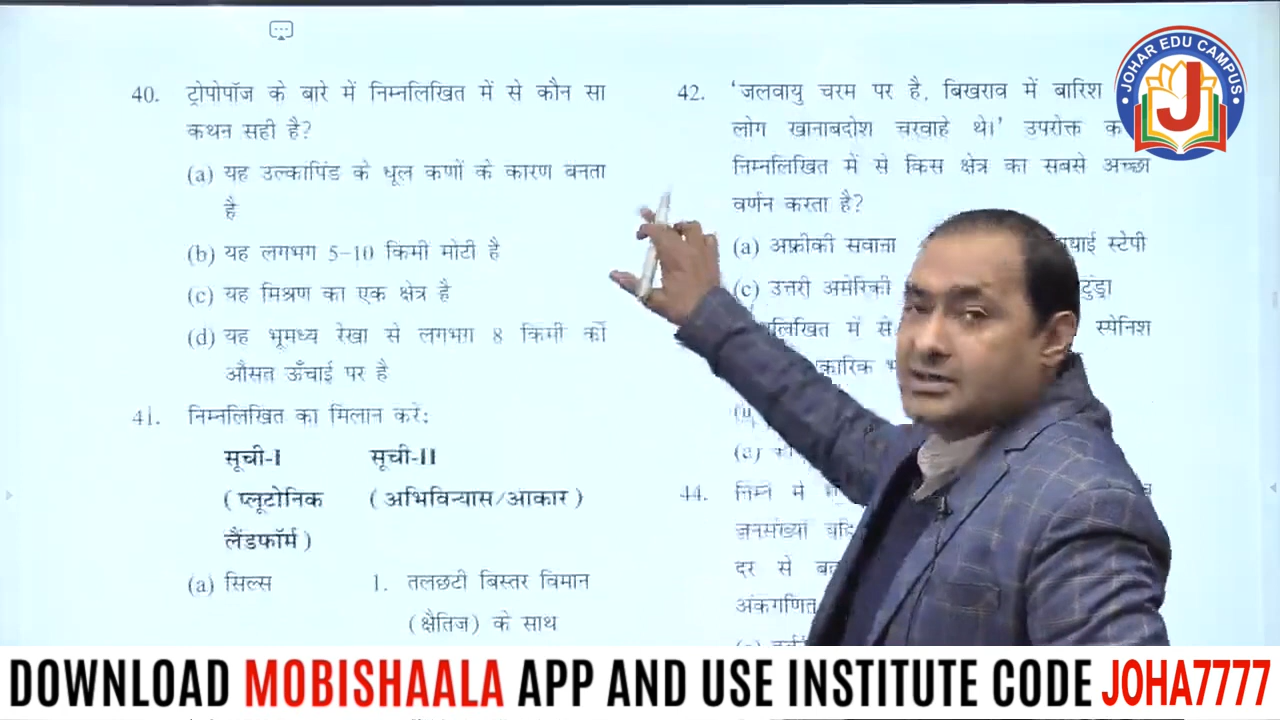 40. ट्रोपोपॉज के बारे में निम्नलिखित में से कौन सा
कथन सही है?
(a) यह उल्कापिंड के धूल कणों के कारण बनता
है
(b) यह लगभग 5-10 किमी मोटी है
(c) यह मिश्रण का एक क्षेत्र है
(d) यह भूमध्य रेखा से लगभग 8 किमी की
औसत ऊँचाई पर है
41. निम्नलिखित का मिलान करें:
सूची-I सूची-II
(प्लूटोनिक (अभिविन्यास/आकार)
लैंडफॉर्म)
(a) सिल्स 1. तलछटी बिस्तर विमान
(क्षैतिज) के साथ
42. 'जलवायु चरम पर है, बिखराव में बारिश
लोग खानाबदोश चरवाहे थे।' उपरोक्त
निम्नलिखित में से किस क्षेत्र का सबसे अच्छा
वर्णन करता है?
(a) अफ्रीकी सवाना स्टेपी
(c) उत्तरी अमेरिकी टुंड्रा
में से स्पेनिश
44. निम्न में
जनसंख्या
दर से
अंकगणित
JOHAR EDU CAMPUS
J
DOWNLOAD MOBISHAALA APP AND USE INSTITUTE CODE JOHA7777